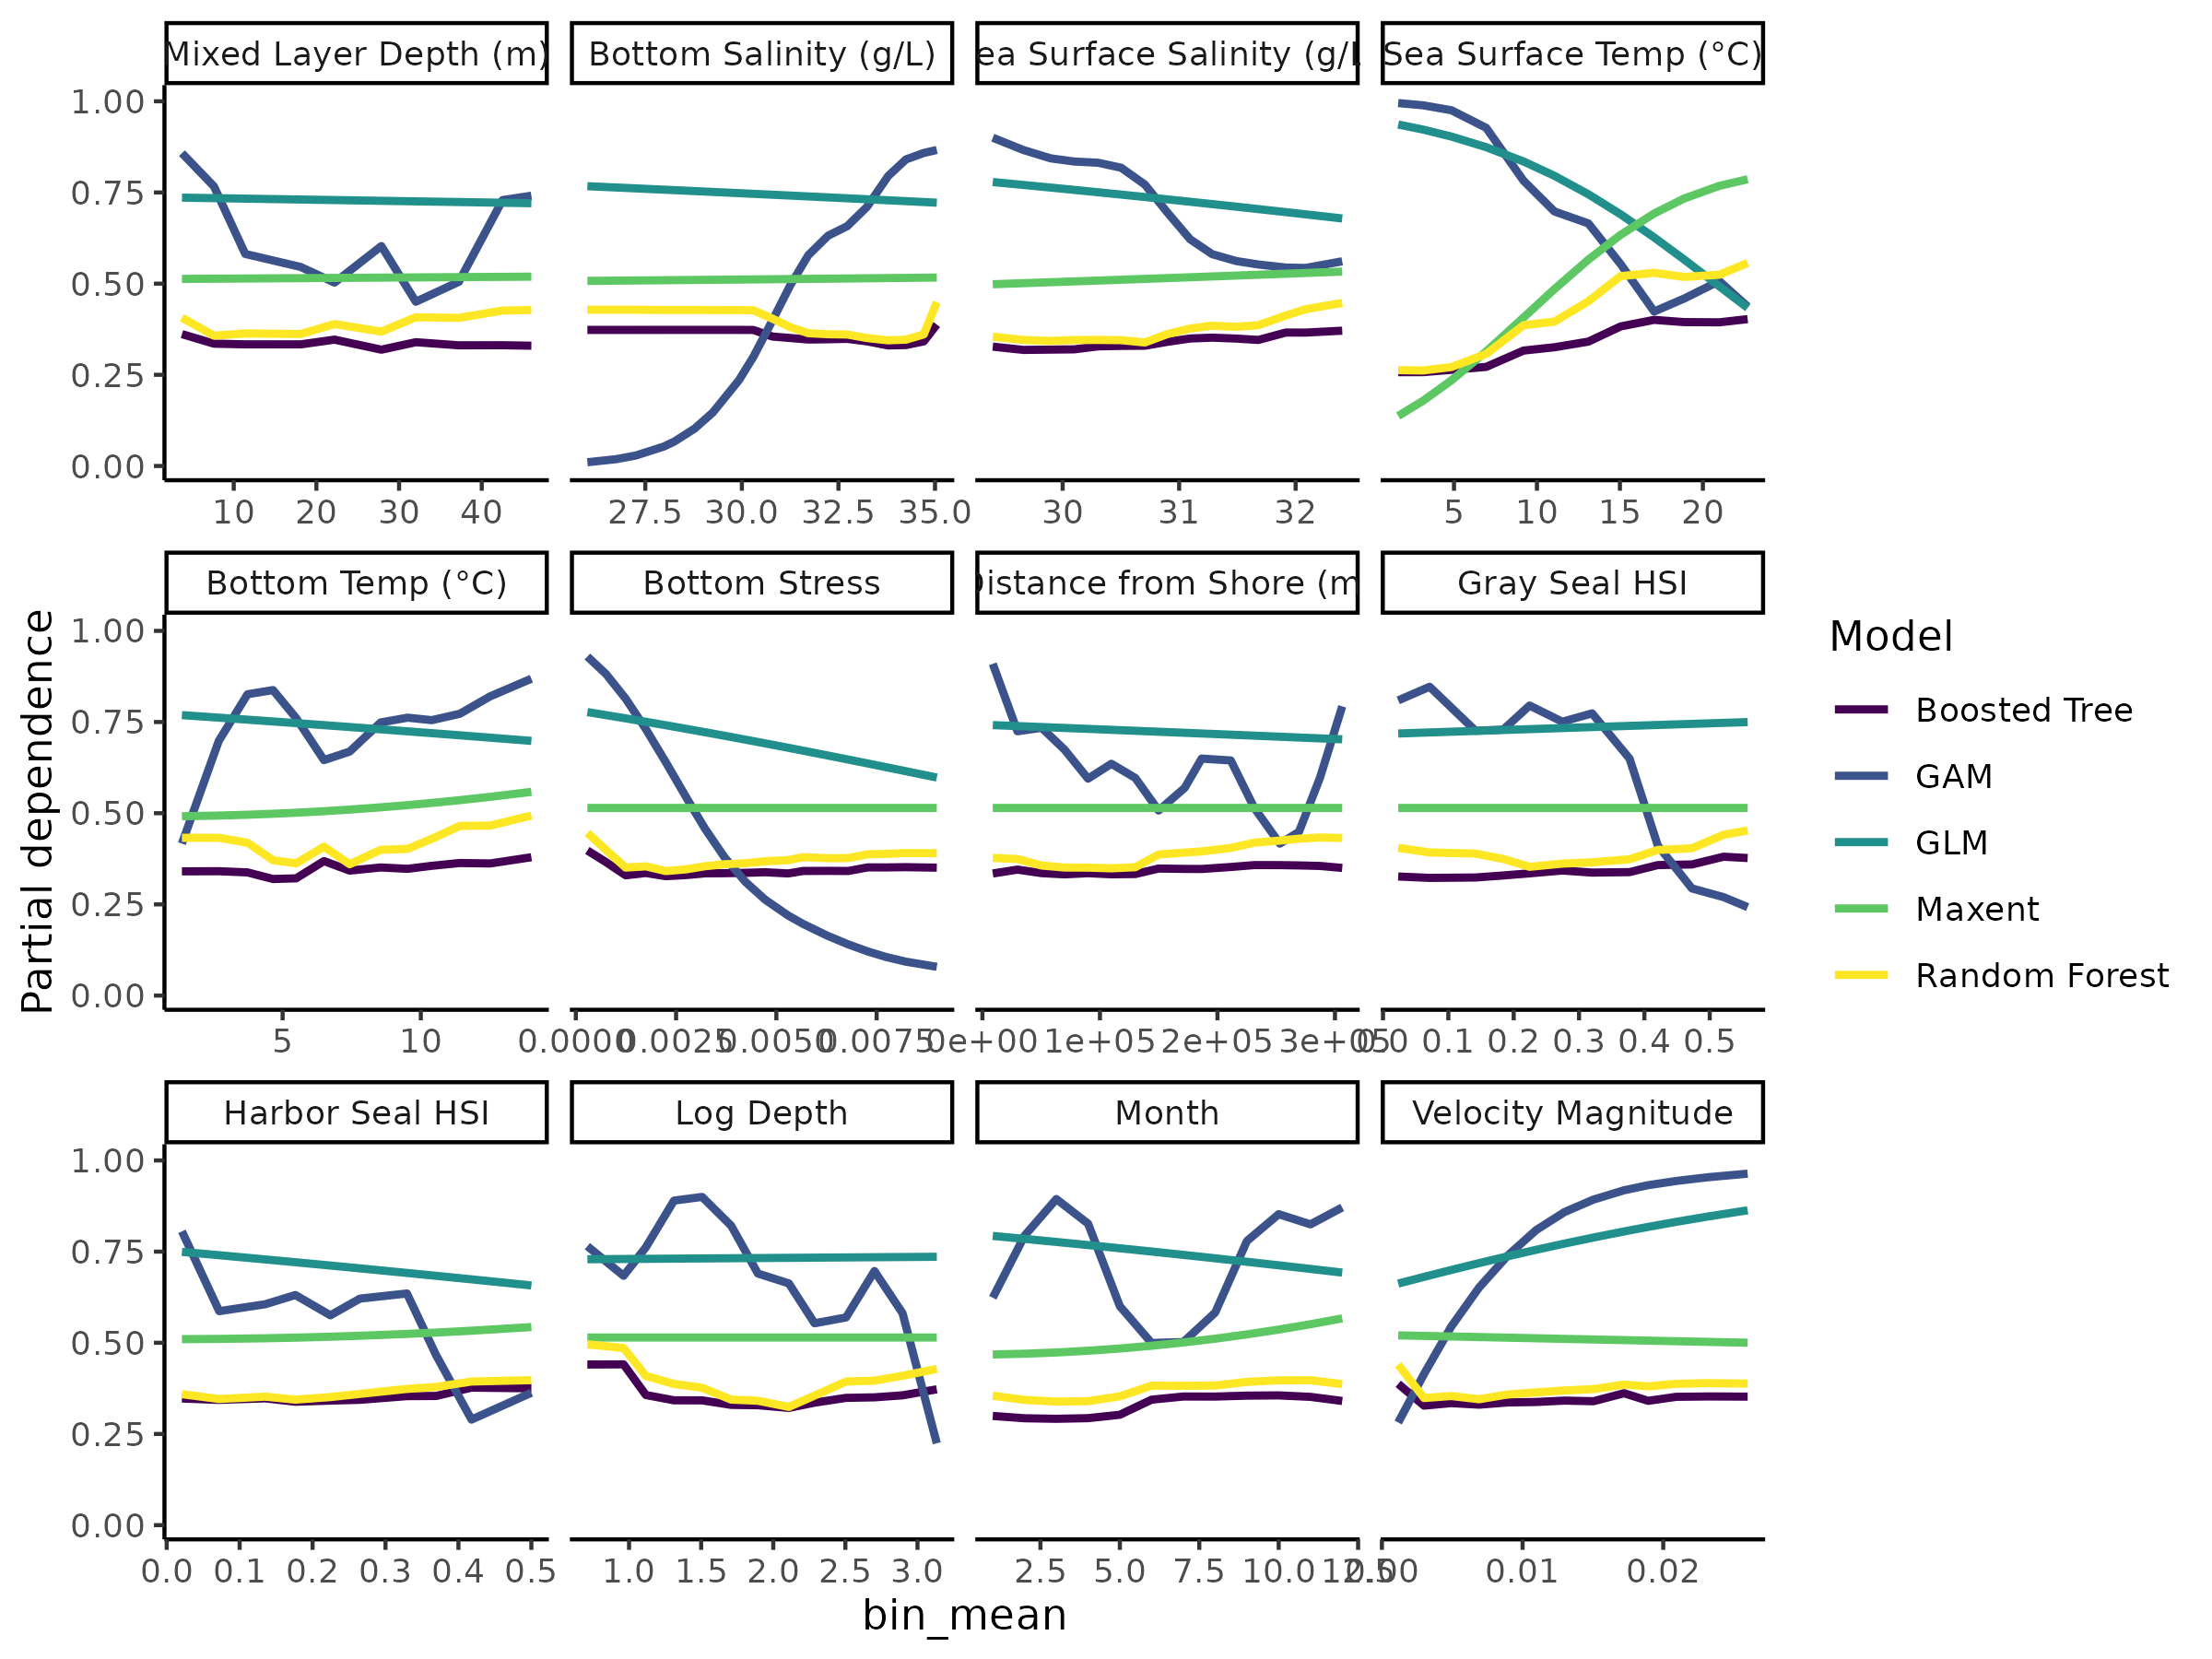 Mixed Layer Depth (m)
Bottom Salinity (g/L)
ea Surface Salinity (g/L
Sea Surface Temp (°C)
1.00
0.75
0.50
0.25
0.00
10 20 30 40
27.5 30.0 32.5 35.0
30 31 32
5 10 15 20
Bottom Temp (°C)
Bottom Stress
Distance from Shore (m
Gray Seal HSI
Partial dependence
1.00
0.75
0.50
0.25
0.00
5 10
0.0000 0.0025 0.0050 0.0075
0e+00 1e+05 2e+05 3e+05
0.0 0.1 0.2 0.3 0.4 0.5
Model
Boosted Tree
GAM
GLM
Maxent
Random Forest
Harbor Seal HSI
Log Depth
Month
Velocity Magnitude
1.00
0.75
0.50
0.25
0.00
0.0 0.1 0.2 0.3 0.4 0.5
1.0 1.5 2.0 2.5 3.0
2.5 5.0 7.5 10.0 12.5
0.00 0.01 0.02
bin_mean